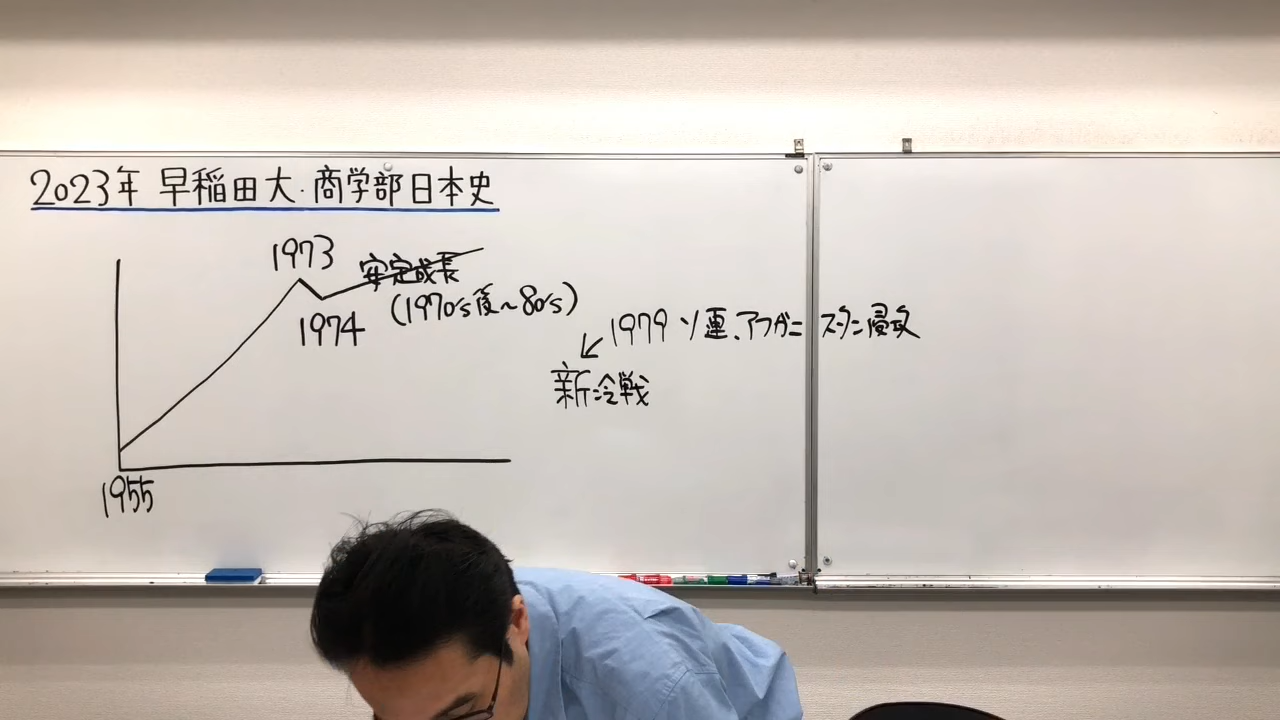 2023年 早稲田大・商学部日本史
1973
安定成長
(1970's後~80's)
1974
1979 ソ連、アフガニスタン侵攻
新冷戦
1955